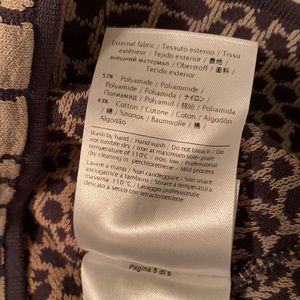 External fabric / Tessuto esterno / Tissu
extérieur / Tejido exterior / 表地 /
внешний материал / Oberstoff / 面料 /
Tecido exterior
57% Polyamide / Poliammide /
Polyamide / Poliamida / ナイロン /
Полиамид / Polyamid / / Poliamida
43% Cotton / Cotone / Coton / Algodón
/ 綿 / Хлопок / Baumwolle / 棉 /
Algodão
Wash by hand / Hand wash / Do not bleach / Do
not tumble dry / Iron at maximum sole-plate
temperature of 110°C / Iron, low / Professional
dry cleaning in perchlorethene - Mild process
Lavare a mano / Non candeggiare / Non
asciugare a tamburo / Stirare a temperatura
massima 110 °C / Lavaggio professionale
delicato a secco con tetracloroetilene
Pagina 5 di 6